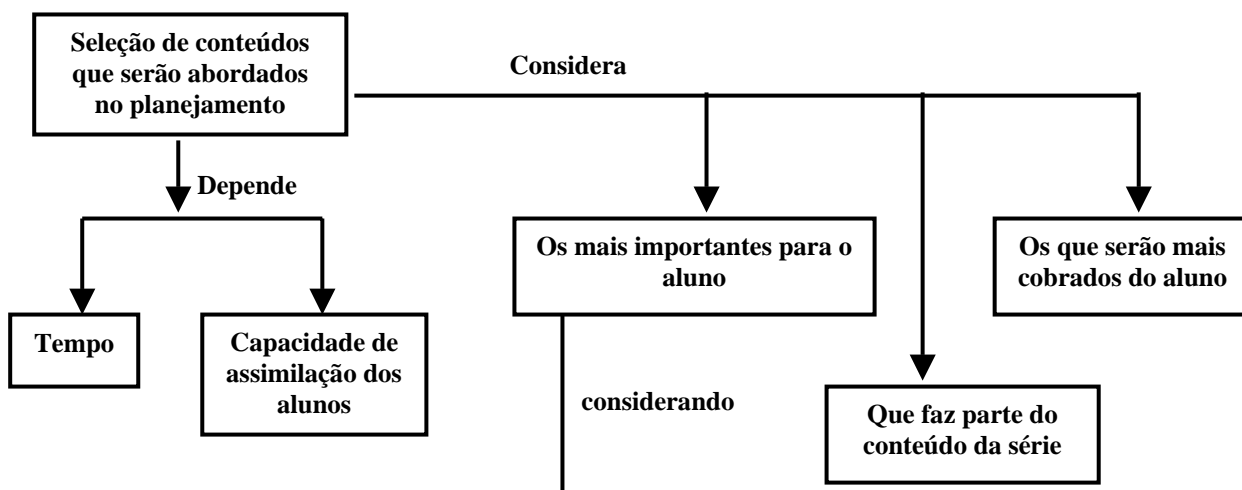 Seleção de conteúdos
que serão abordados
no planejamento
Considera
Depende
Os mais importantes para o
aluno
Os que serão mais
cobrados do aluno
Tempo
Capacidade de
assimilação dos
alunos
considerando
Que faz parte do
conteúdo da série